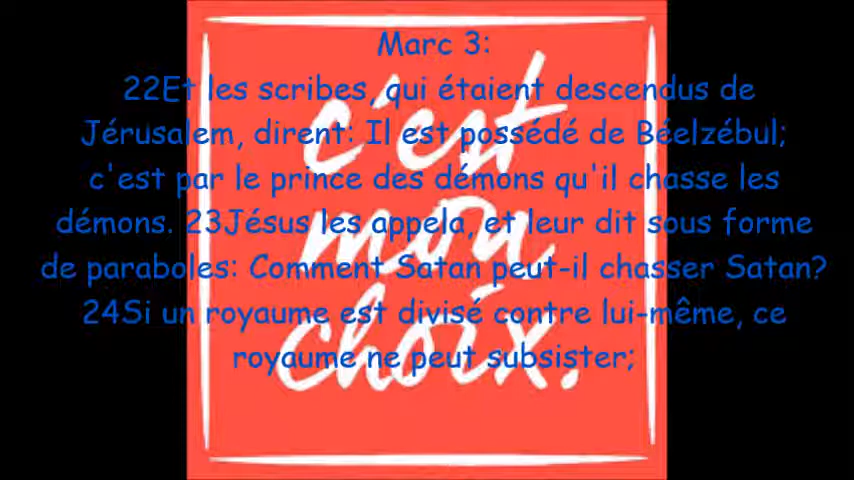 Marc 3:
22Et les scribes, qui étaient descendus de
Jérusalem, dirent: Il est possédé de Béelzébul;
c'est par le prince des démons qu'il chasse les
démons. 23Jésus les appela, et leur dit sous forme
de paraboles: Comment Satan peut-il chasser Satan?
24Si un royaume est divisé contre lui-même, ce
royaume ne peut subsister;
c'est
mon
choix.